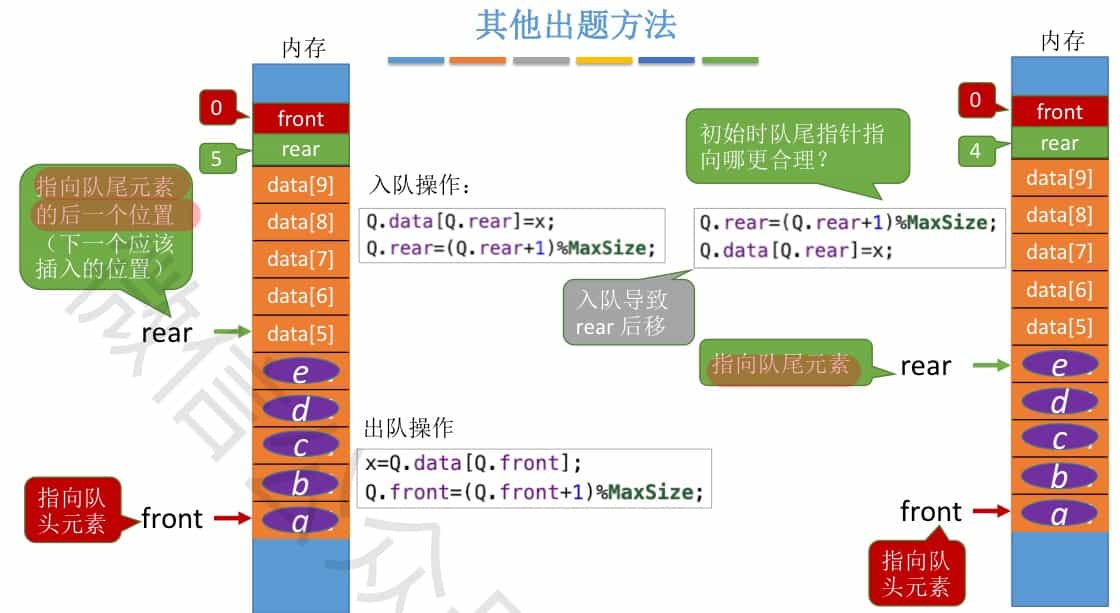 其他出题方法
内存
0
front
5
rear
data[9]
data[8]
data[7]
data[6]
data[5]
e
d
c
b
a
指向队尾元素
的后一个位置
（下一个应该
插入的位置）
rear
指向队
头元素
front
入队操作：
Q.data[Q.rear]=x;
Q.rear=(Q.rear+1)%MaxSize;
出队操作
x=Q.data[Q.front];
Q.front=(Q.front+1)%MaxSize;
初始时队尾指针指
向哪更合理？
Q.rear=(Q.rear+1)%MaxSize;
Q.data[Q.rear]=x;
入队导致
rear 后移
指向队尾元素
rear
front
指向队
头元素
内存
0
front
4
rear
data[9]
data[8]
data[7]
data[6]
data[5]
e
d
c
b
a
微信公众号